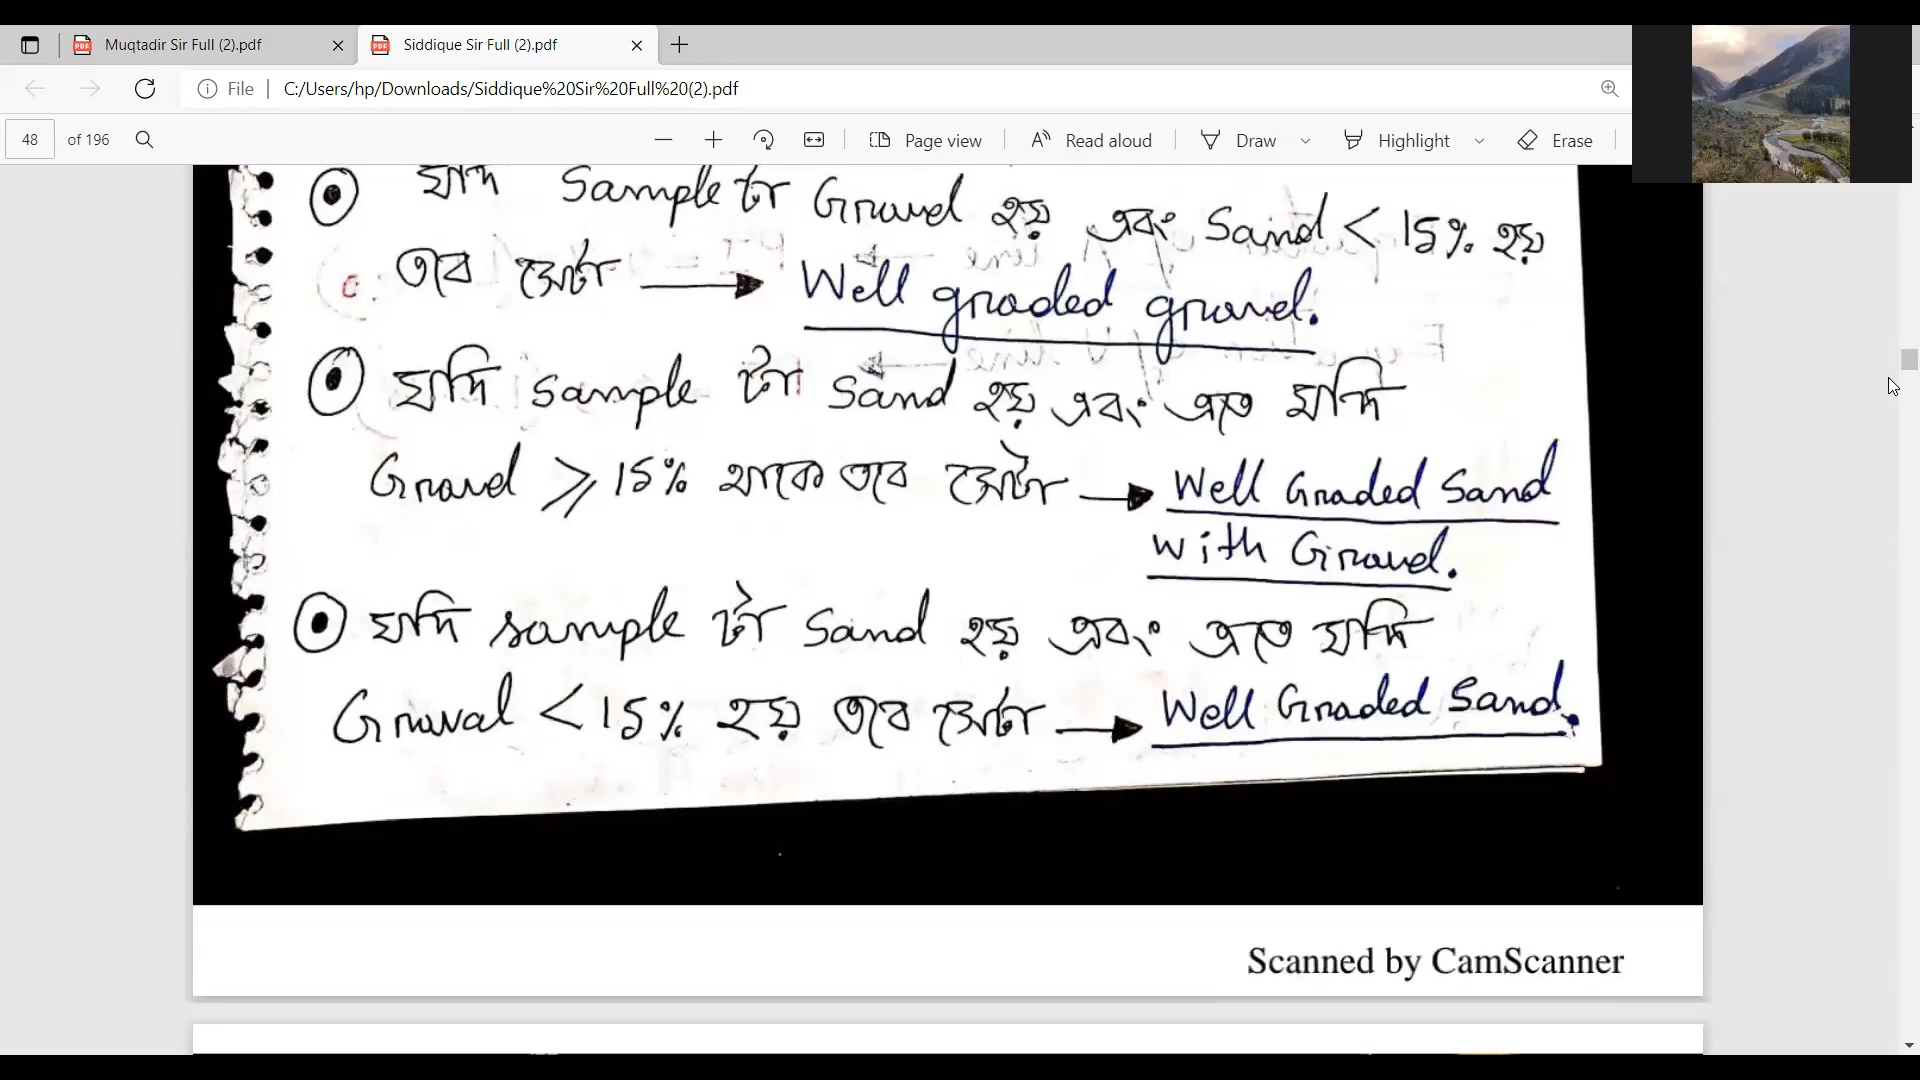 Muqtadir Sir Full (2).pdf
Siddique Sir Full (2).pdf
File
C:/Users/hp/Downloads/Siddique%20Sir%20Full%20(2).pdf
48 of 196
Page view
Read aloud
Draw
Highlight
Erase
যদি Sample টা Gravel হয় এবং Sand < 15% হয়
তবে সেটা → Well graded gravel.
যদি sample টা Sand হয় এবং এতে যদি
Gravel ⩾ 15% থাকে তবে সেটা → Well Graded Sand
with Gravel.
যদি sample টা Sand হয় এবং এতে যদি
Graval < 15% হয় তবে সেটা → Well Graded Sand.
Scanned by CamScanner